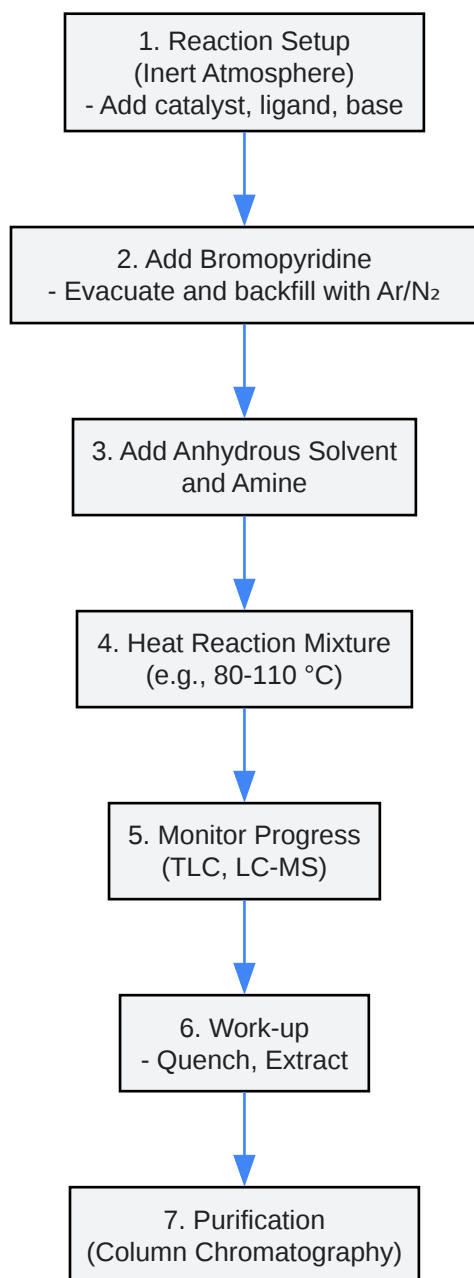 1. Reaction Setup
(Inert Atmosphere)
- Add catalyst, ligand, base
2. Add Bromopyridine
- Evacuate and backfill with Ar/N₂
3. Add Anhydrous Solvent
and Amine
4. Heat Reaction Mixture
(e.g., 80-110 °C)
5. Monitor Progress
(TLC, LC-MS)
6. Work-up
- Quench, Extract
7. Purification
(Column Chromatography)